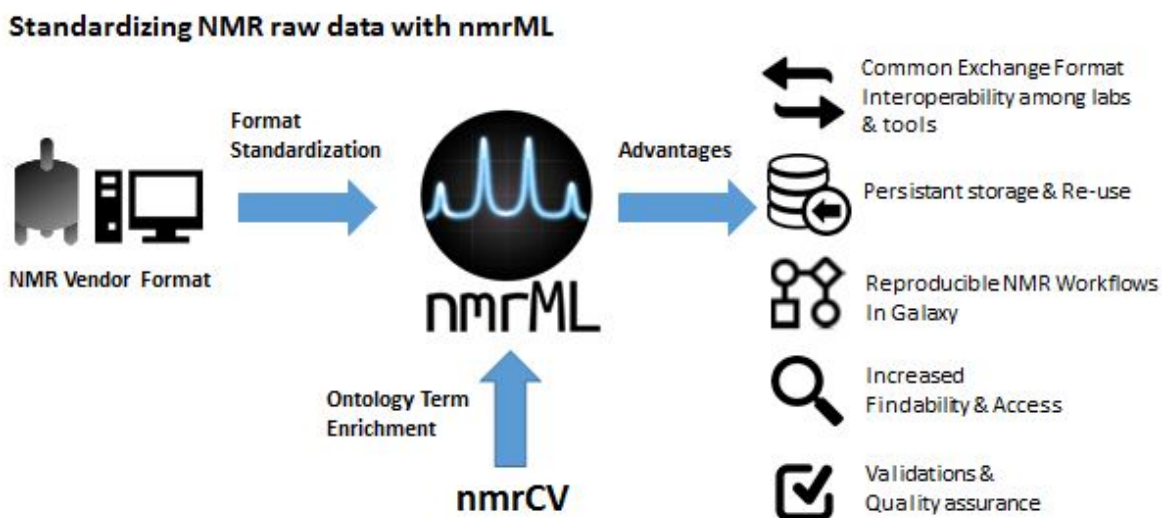 Standardizing NMR raw data with nmrML
Format
Standardization
NMR Vendor Format
nmrML
Ontology Term
Enrichment
nmrCV
Advantages
Common Exchange Format
Interoperability among labs
& tools
Persistant storage & Re-use
Reproducible NMR Workflows
In Galaxy
Increased
Findability & Access
Validations &
Quality assurance